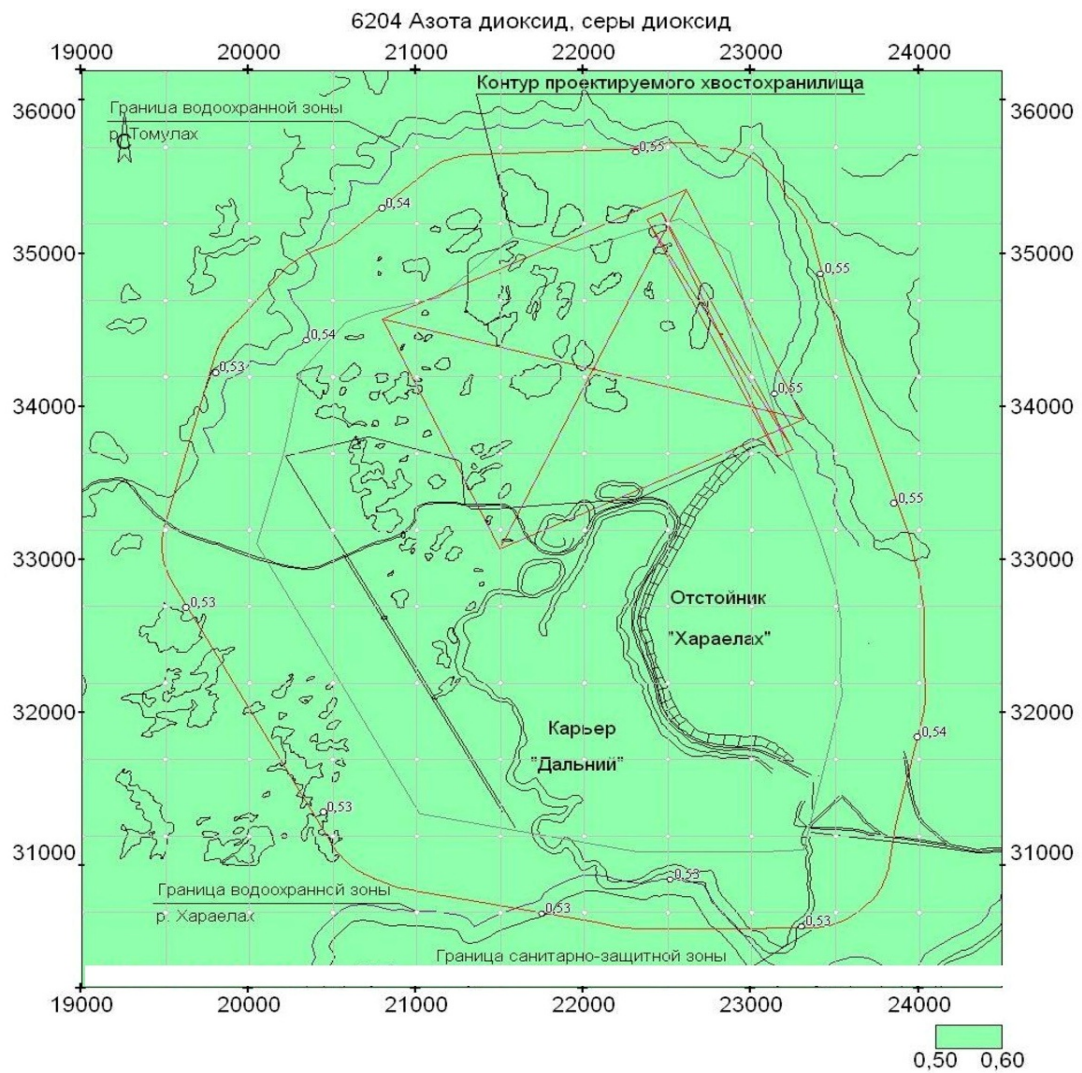 6204 Азота диоксид, серы диоксид
19000 20000 21000 22000 23000 24000
Контур проектируемого хвостохранилища
36000 36000
Граница водоохранной зоны
р. Томулах
С
0,55
0,54
35000 35000
0,55
0,54
0,53
0,55
34000 34000
0,55
33000 33000
0,53
Отстойник
"Хараелах"
32000 32000
0,54
Карьер
"Дальний"
0,53
31000 31000
0,53
Граница водоохраннсй зоны
р. Хараелах
0,53
0,53
Граница санитарно-защитной зоны
19000 20000 21000 22000 23000 24000
0,50 0,60